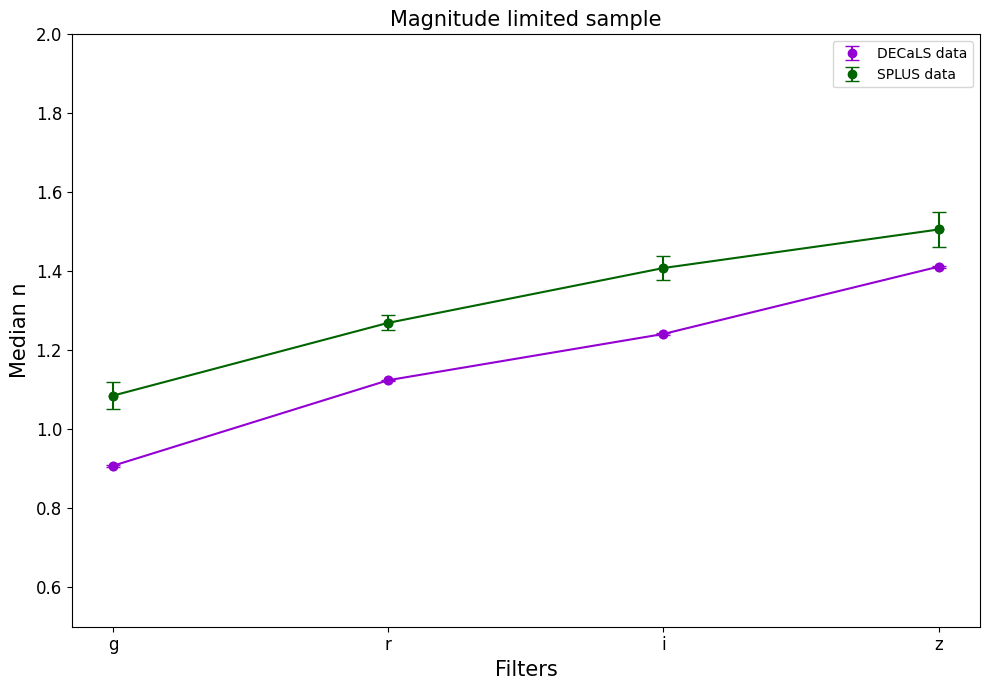 Magnitude limited sample
DECaLS data
SPLUS data
2.0
1.8
1.6
1.4
1.2
1.0
0.8
0.6
Median n
g r i z
Filters